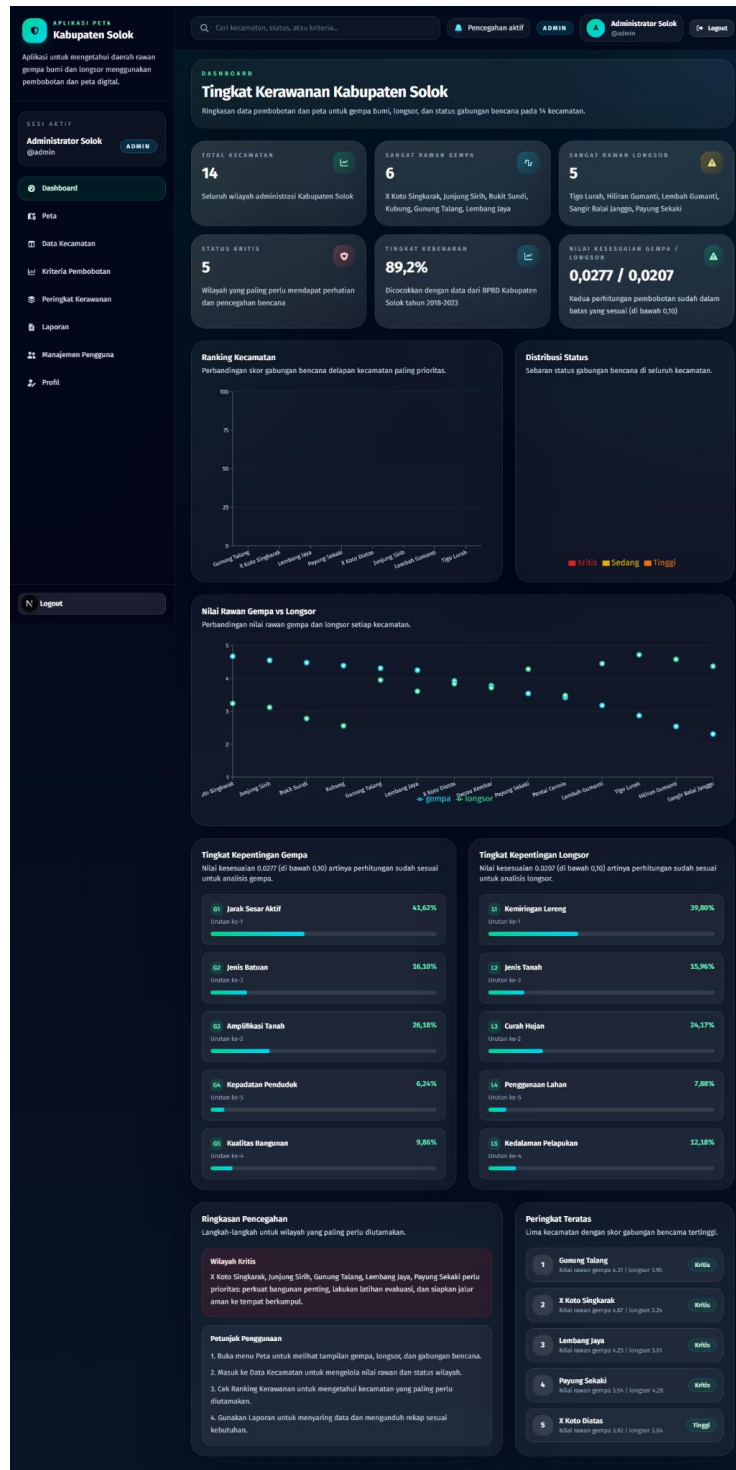 APLIKASI PETA
Kabupaten Solok
Aplikasi untuk mengetahui daerah rawan
gempa bumi dan longsor menggunakan
pembobotan dan peta digital.
SESI AKTIF
Administrator Solok
@admin
ADMIN
Dashboard
Peta
Data Kecamatan
Kriteria Pembobotan
Peringkat Kerawanan
Laporan
Manajemen Pengguna
Profil
N
Logout
Cari kecamatan, status, atau kriteria...
Pencegahan aktif
ADMIN
A
Administrator Solok
@admin
Logout
DASHBOARD
Tingkat Kerawanan Kabupaten Solok
Ringkasan data pembobotan dan peta untuk gempa bumi, longsor, dan status gabungan bencana pada 14 kecamatan.
TOTAL KECAMATAN
14
Seluruh wilayah administrasi Kabupaten Solok
SANGAT RAWAN GEMPA
6
X Koto Singkarak, Junjung Sirih, Bukit Sundi,
Kubung, Gunung Talang, Lembang Jaya
SANGAT RAWAN LONGSOR
5
Tigo Lurah, Hiliran Gumanti, Lembah Gumanti,
Sangir Balai Janggo, Payung Sekaki
STATUS KRITIS
5
Wilayah yang paling perlu mendapat perhatian
dan pencegahan bencana
TINGKAT KEBENARAN
89,2%
Dicocokkan dengan data dari BPBD Kabupaten
Solok tahun 2018-2023
NILAI KESESUAIAN GEMPA /
LONGSOR
0,0277 / 0,0207
Kedua perhitungan pembobotan sudah dalam
batas yang sesuai (di bawah 0,10)
Ranking Kecamatan
Perbandingan skor gabungan bencana delapan kecamatan paling prioritas.
100
75
50
25
0
Gunung Talang
X Koto Singkarak
Lembang Jaya
Payung Sekaki
X Koto Diatas
Junjung Sirih
Lembah Gumanti
Tigo Lurah
Distribusi Status
Sebaran status gabungan bencana di seluruh kecamatan.
Kritis Sedang Tinggi
Nilai Rawan Gempa vs Longsor
Perbandingan nilai rawan gempa dan longsor setiap kecamatan.
5
4
3
2
1
oto Singkarak
Junjung Sirih
Bukit Sundi
Kubung
Gunung Talang
Lembang Jaya
X Koto Diatas
Danau Kembar
Payung Sekaki
Pantai Cermin
Lembah Gumanti
Tigo Lurah
Hiliran Gumanti
Sangir Balai Janggo
gempa longsor
Tingkat Kepentingan Gempa
Nilai kesesuaian 0.0277 (di bawah 0,10) artinya perhitungan sudah sesuai
untuk analisis gempa.
G1 Jarak Sesar Aktif 41,62%
Urutan ke-1
G2 Jenis Batuan 16,10%
Urutan ke-3
G3 Amplifikasi Tanah 26,18%
Urutan ke-2
G4 Kepadatan Penduduk 6,24%
Urutan ke-5
G5 Kualitas Bangunan 9,86%
Urutan ke-4
Tingkat Kepentingan Longsor
Nilai kesesuaian 0.0207 (di bawah 0,10) artinya perhitungan sudah sesuai
untuk analisis longsor.
L1 Kemiringan Lereng 39,80%
Urutan ke-1
L2 Jenis Tanah 15,96%
Urutan ke-3
L3 Curah Hujan 24,17%
Urutan ke-2
L4 Penggunaan Lahan 7,88%
Urutan ke-5
L5 Kedalaman Pelapukan 12,18%
Urutan ke-4
Ringkasan Pencegahan
Langkah-langkah untuk wilayah yang paling perlu diutamakan.
Wilayah Kritis
X Koto Singkarak, Junjung Sirih, Gunung Talang, Lembang Jaya, Payung Sekaki perlu
prioritas: perkuat bangunan penting, lakukan latihan evakuasi, dan siapkan jalur
aman ke tempat berkumpul.
Petunjuk Penggunaan
1. Buka menu Peta untuk melihat tampilan gempa, longsor, dan gabungan bencana.
2. Masuk ke Data Kecamatan untuk mengelola nilai rawan dan status wilayah.
3. Cek Ranking Kerawanan untuk mengetahui kecamatan yang paling perlu
diutamakan.
4. Gunakan Laporan untuk menyaring data dan mengunduh rekap sesuai
kebutuhan.
Peringkat Teratas
Lima kecamatan dengan skor gabungan bencama tertinggi.
1 Gunung Talang Kritis
Nilai rawan gempa 4.31 | longsor 3.95
2 X Koto Singkarak Kritis
Nilai rawan gempa 4.67 | longsor 3.24
3 Lembang Jaya Kritis
Nilai rawan gempa 4.25 | longsor 3.61
4 Payung Sekaki Kritis
Nilai rawan gempa 3.54 | longsor 4.28
5 X Koto Diatas Tinggi
Nilai rawan gempa 3.92 | longsor 3.84